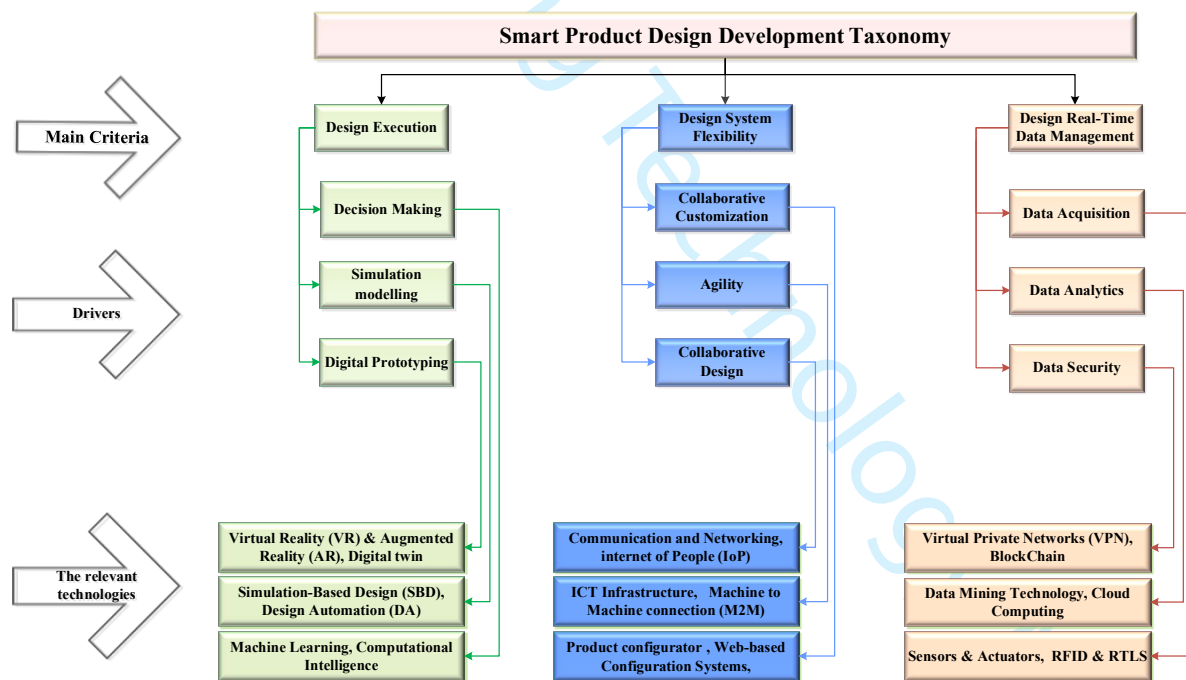 Smart Product Design Development Taxonomy
Main Criteria
Design Execution
Design System
Flexibility
Design Real-Time
Data Management
Drivers
Decision Making
Simulation
modelling
Digital Prototyping
Collaborative
Customization
Agility
Collaborative
Design
Data Acquisition
Data Analytics
Data Security
The relevant
technologies
Virtual Reality (VR) & Augmented
Reality (AR), Digital twin
Simulation-Based Design (SBD),
Design Automation (DA)
Machine Learning, Computational
Intelligence
Communication and Networking,
internet of People (IoP)
ICT Infrastructure,   Machine to
Machine connection (M2M)
Product configurator , Web-based
Configuration Systems,
Virtual Private Networks (VPN),
BlockChain
Data Mining Technology, Cloud
Computing
Sensors & Actuators,  RFID & RTLS
g Technolog